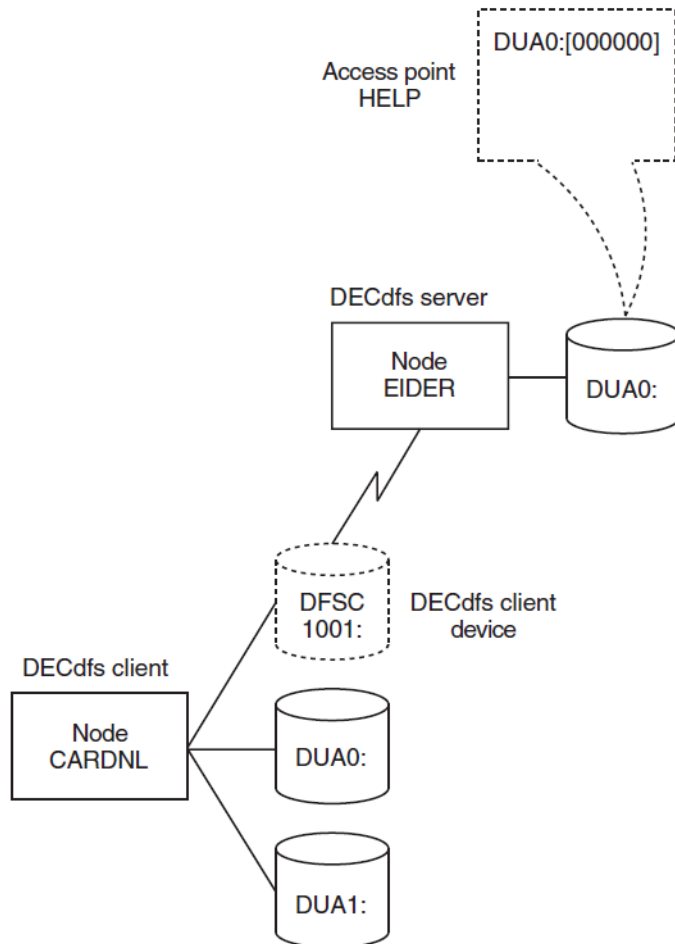 DUA0:[000000]
Access point
HELP
DECdfs server
Node
EIDER
DUA0:
DFSC
1001:
DECdfs client
device
DECdfs client
Node
CARDNL
DUA0:
DUA1: